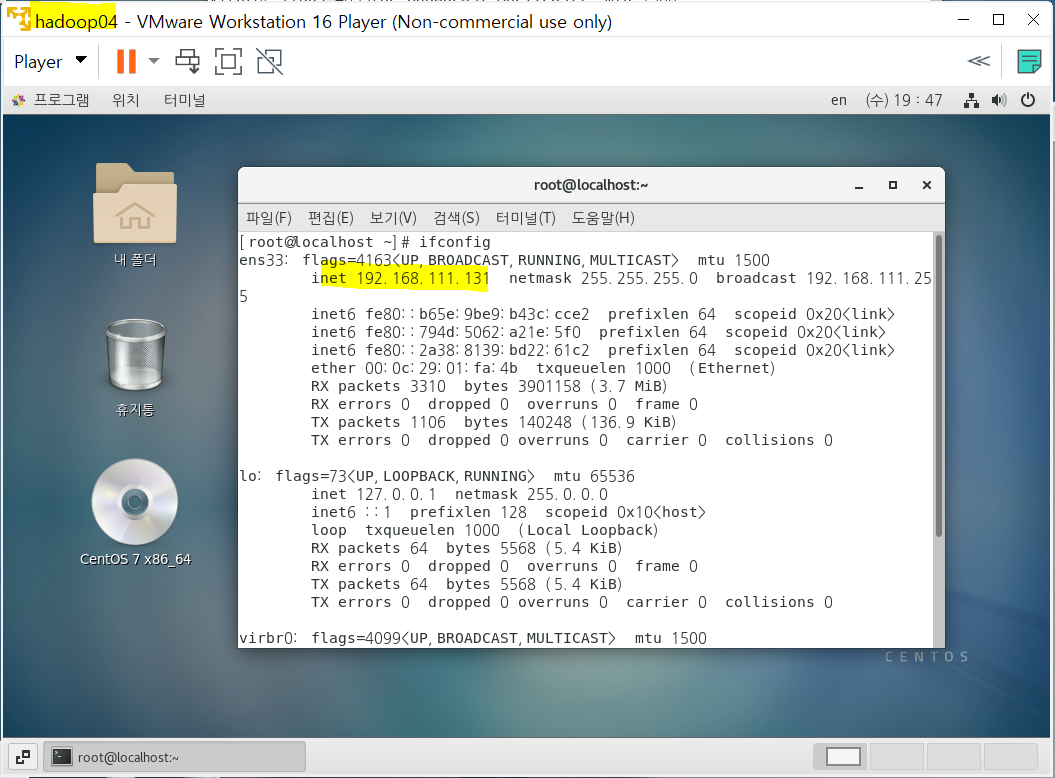 hadoop04 - VMware Workstation 16 Player (Non-commercial use only)
Player
프로그램 위치 터미널 en (수) 19 : 47
내 폴더
휴지통
CentOS 7 x86_64
root@localhost:~
파일(F) 편집(E) 보기(V) 검색(S) 터미널(T) 도움말(H)
[root@localhost ~]# ifconfig
ens33: flags=4163<UP,BROADCAST,RUNNING,MULTICAST> mtu 1500
inet 192.168.111.131 netmask 255.255.255.0 broadcast 192.168.111.25
5
inet6 fe80::b65e:9be9:b43c:cce2 prefixlen 64 scopeid 0x20<link>
inet6 fe80::794d:5062:a21e:5f0 prefixlen 64 scopeid 0x20<link>
inet6 fe80::2a38:8139:bd22:61c2 prefixlen 64 scopeid 0x20<link>
ether 00:0c:29:01:fa:4b txqueuelen 1000 (Ethernet)
RX packets 3310 bytes 3901158 (3.7 MiB)
RX errors 0 dropped 0 overruns 0 frame 0
TX packets 1106 bytes 140248 (136.9 KiB)
TX errors 0 dropped 0 overruns 0 carrier 0 collisions 0
lo: flags=73<UP,LOOPBACK,RUNNING> mtu 65536
inet 127.0.0.1 netmask 255.0.0.0
inet6 ::1 prefixlen 128 scopeid 0x10<host>
loop txqueuelen 1000 (Local Loopback)
RX packets 64 bytes 5568 (5.4 KiB)
RX errors 0 dropped 0 overruns 0 frame 0
TX packets 64 bytes 5568 (5.4 KiB)
TX errors 0 dropped 0 overruns 0 carrier 0 collisions 0
virbr0: flags=4099<UP,BROADCAST,MULTICAST> mtu 1500
CENTOS
root@localhost:~